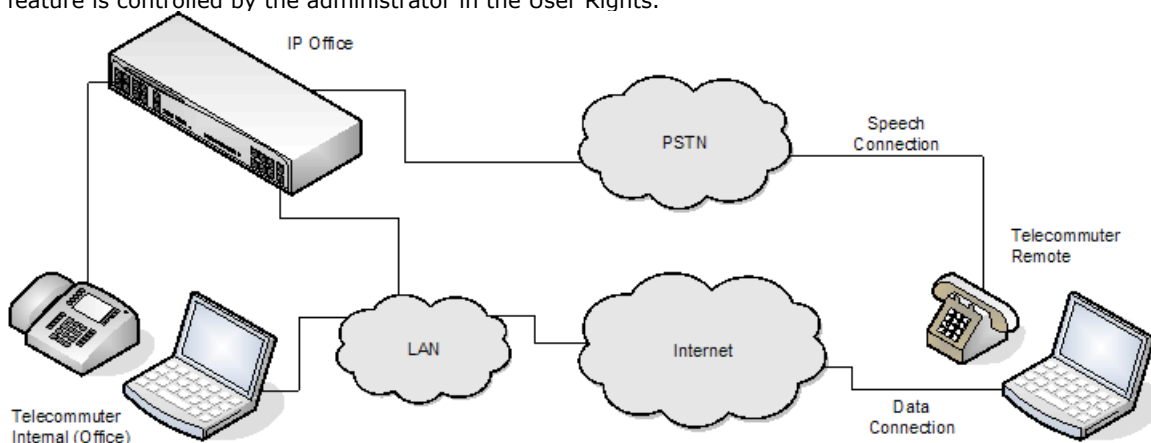 feature is controlled by the administrator in the User Rights.
IP Office
PSTN
Speech
Connection
Telecommuter
Remote
LAN
Internet
Telecommuter
Internal (Office)
Data
Connection